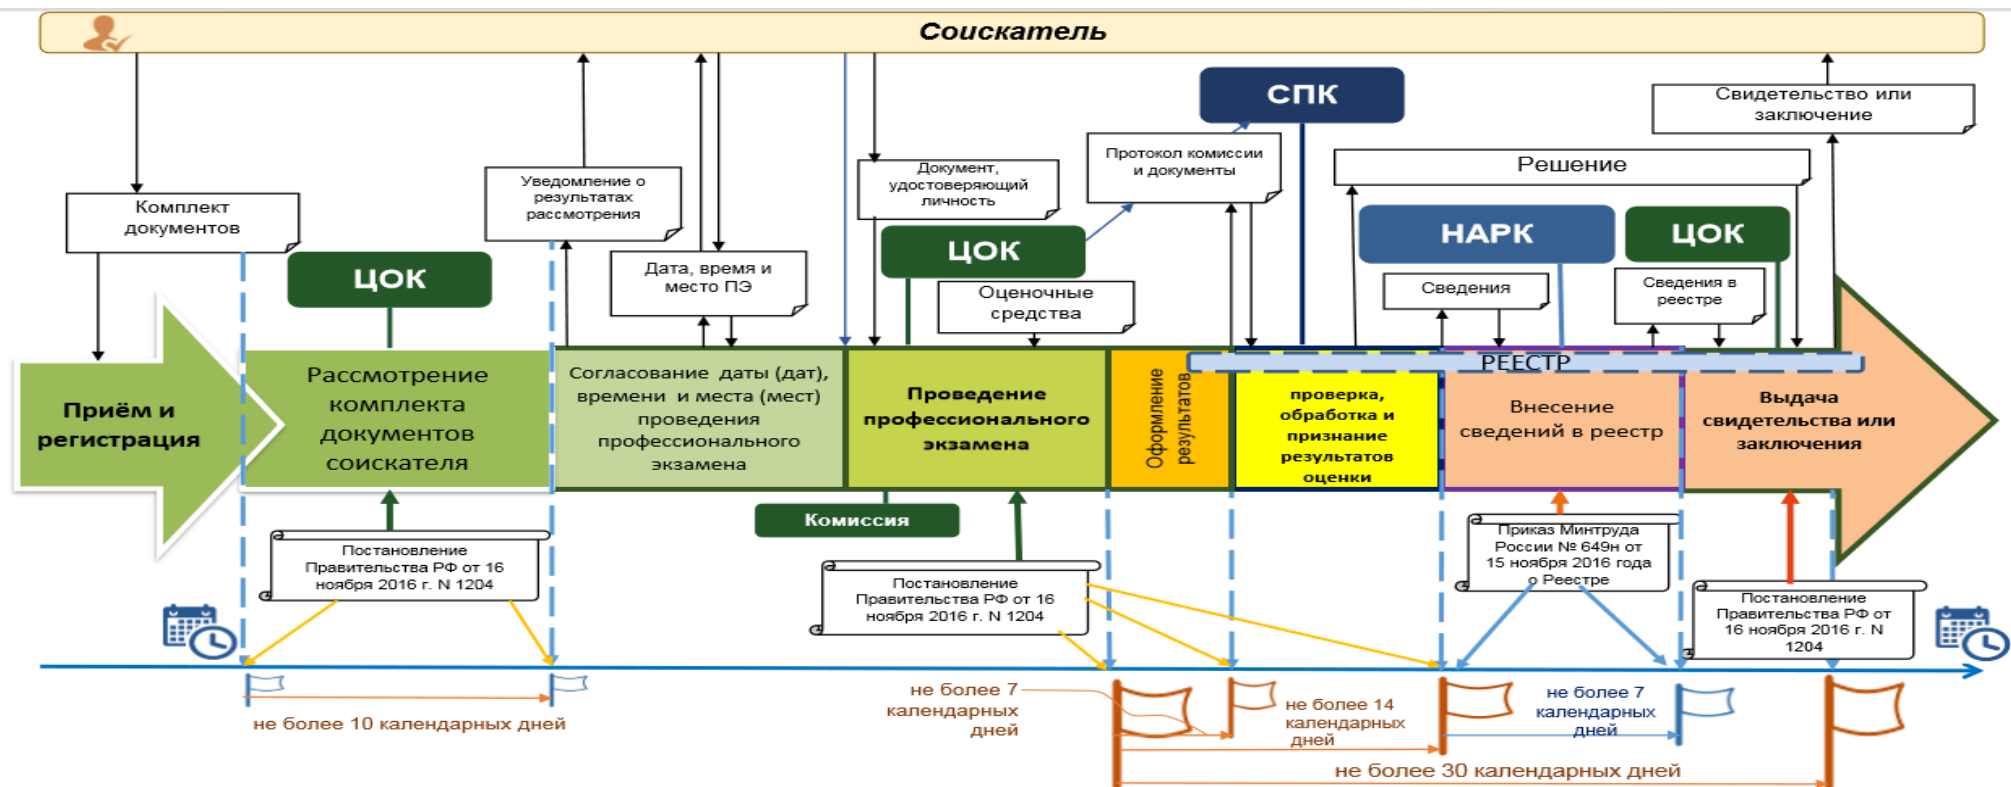 Соискатель
СПК
Свидетельство или
заключение
Протокол комиссии
и документы
Решение
Документ,
удостоверяющий
личность
Уведомление о
результатах
рассмотрения
Комплект
документов
ЦОК
Дата, время и
место ПЭ
ЦОК
Оценочные
средства
НАРК
ЦОК
Сведения
Сведения в
реестре
РЕЕСТР
Приём и
регистрация
Рассмотрение
комплекта
документов
соискателя
Согласование даты (дат),
времени и места (мест)
проведения
профессионального
экзамена
Проведение
профессионального
экзамена
Оформление
результатов
проверка,
обработка и
признание
результатов
оценки
Внесение
сведений в реестр
Выдача
свидетельства или
заключения
Комиссия
Постановление
Правительства РФ от 16
ноября 2016 г. N 1204
Постановление
Правительства РФ от 16
ноября 2016 г. N 1204
Приказ Минтруда
России № 649н от
15 ноября 2016 года
о Реестре
Постановление
Правительства РФ от
16 ноября 2016 г. N
1204
не более 10 календарных дней
не более 7
календарных
дней
не более 14
календарных
дней
не более 7
календарных
дней
не более 30 календарных дней